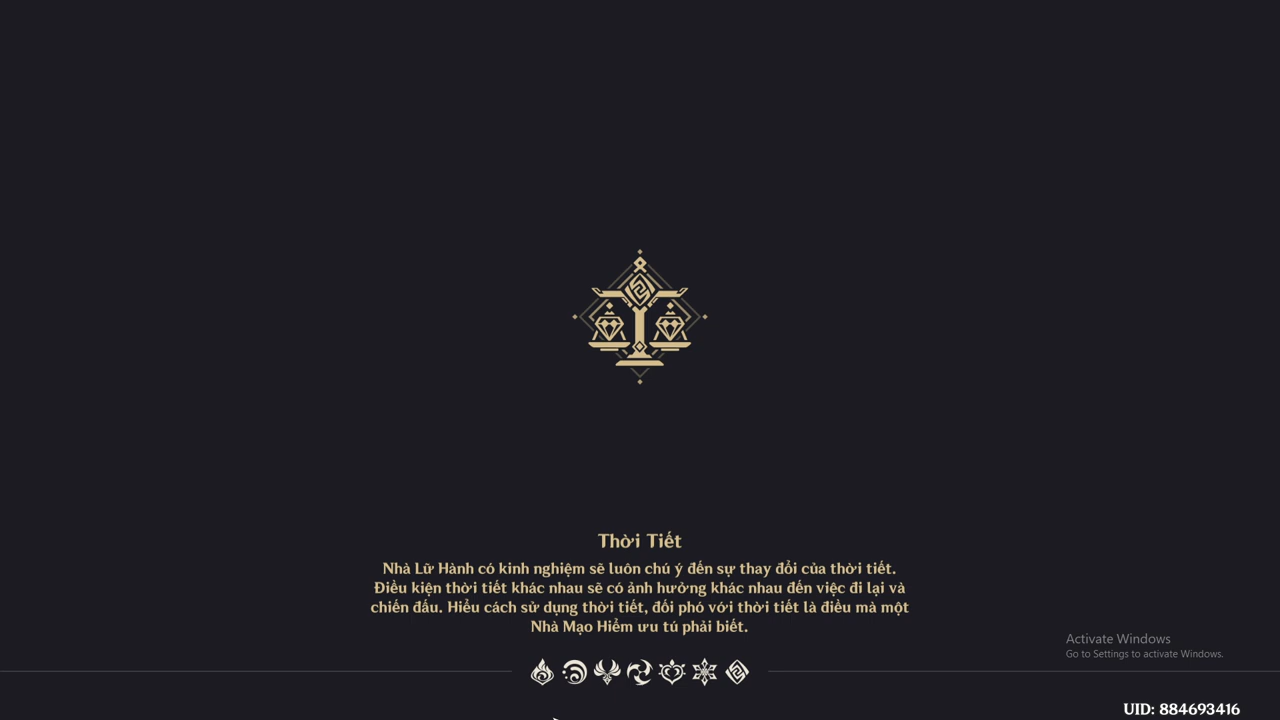 Thời Tiết
Nhà Lữ Hành có kinh nghiệm sẽ luôn chú ý đến sự thay đổi của thời tiết.
Điều kiện thời tiết khác nhau sẽ có ảnh hưởng khác nhau đến việc đi lại và
chiến đấu. Hiểu cách sử dụng thời tiết, đối phó với thời tiết là điều mà một
Nhà Mạo Hiểm ưu tú phải biết.
Activate Windows
Go to Settings to activate Windows.
UID: 884693416